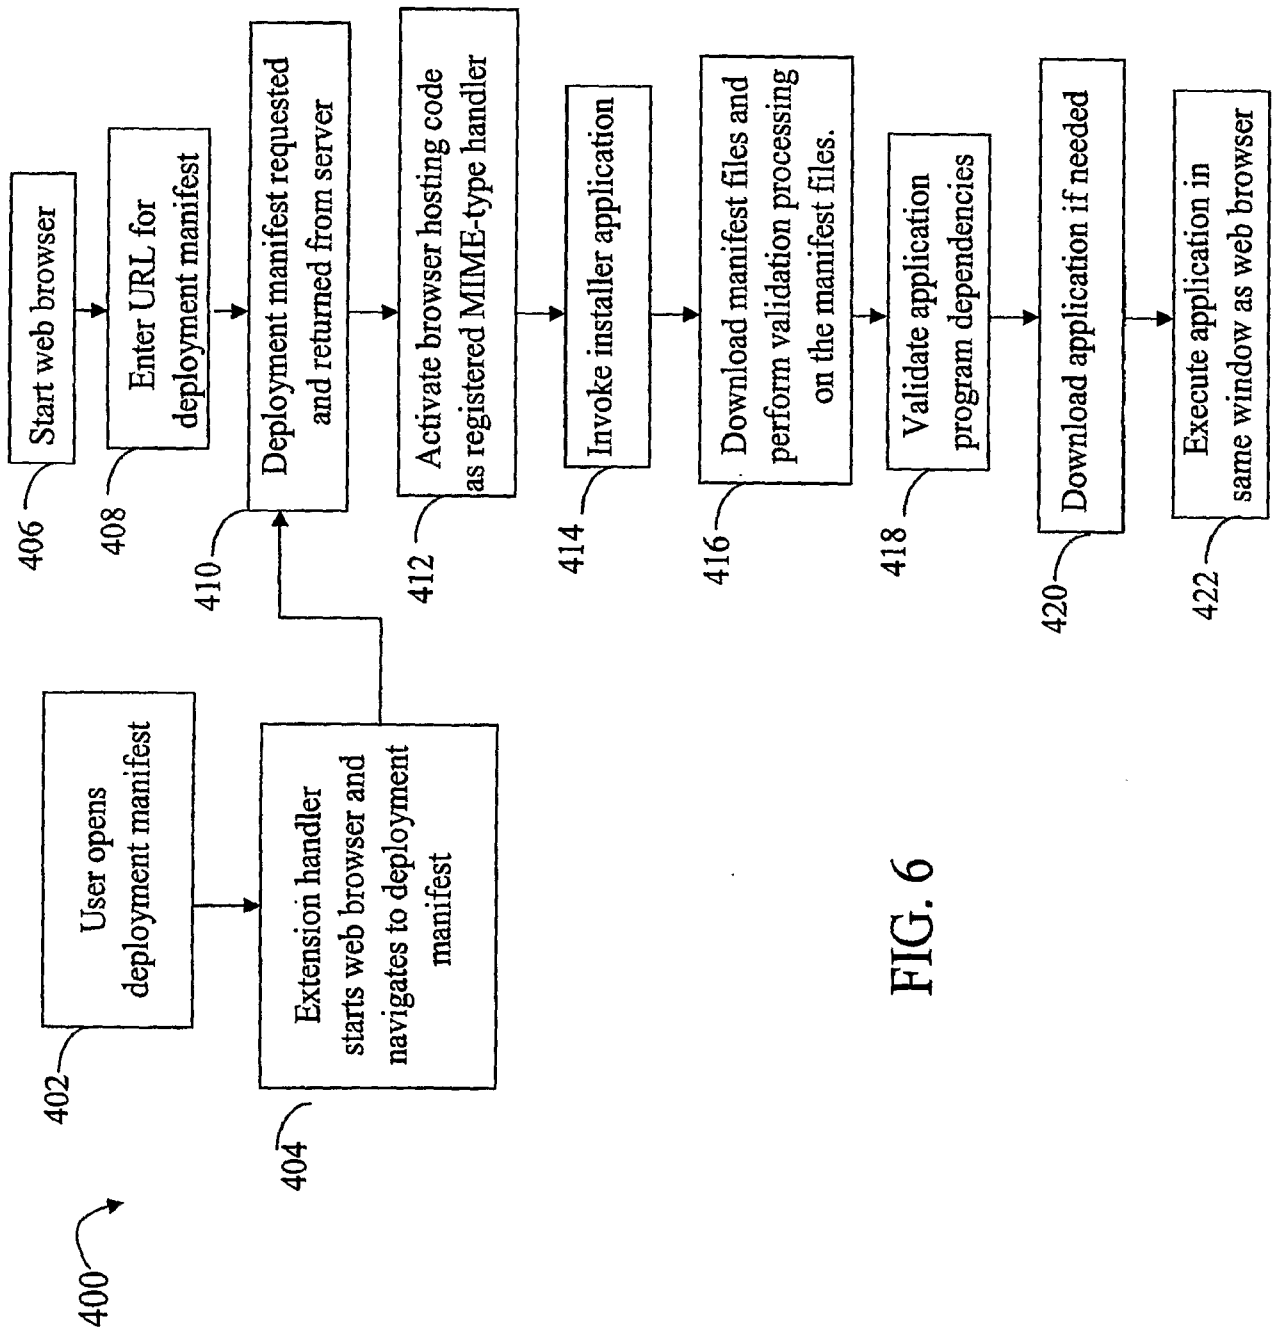 400
402
User opens
deployment manifest
404
Extension handler
starts web browser and
navigates to deployment
manifest
406
Start web browser
408
Enter URL for
deployment manifest
410
Deployment manifest requested
and returned from server
412
Activate browser hosting code
as registered MIME-type handler
414
Invoke installer application
416
Download manifest files and
perform validation processing
on the manifest files.
418
Validate application
program dependencies
420
Download application if needed
422
Execute application in
same window as web browser
FIG. 6